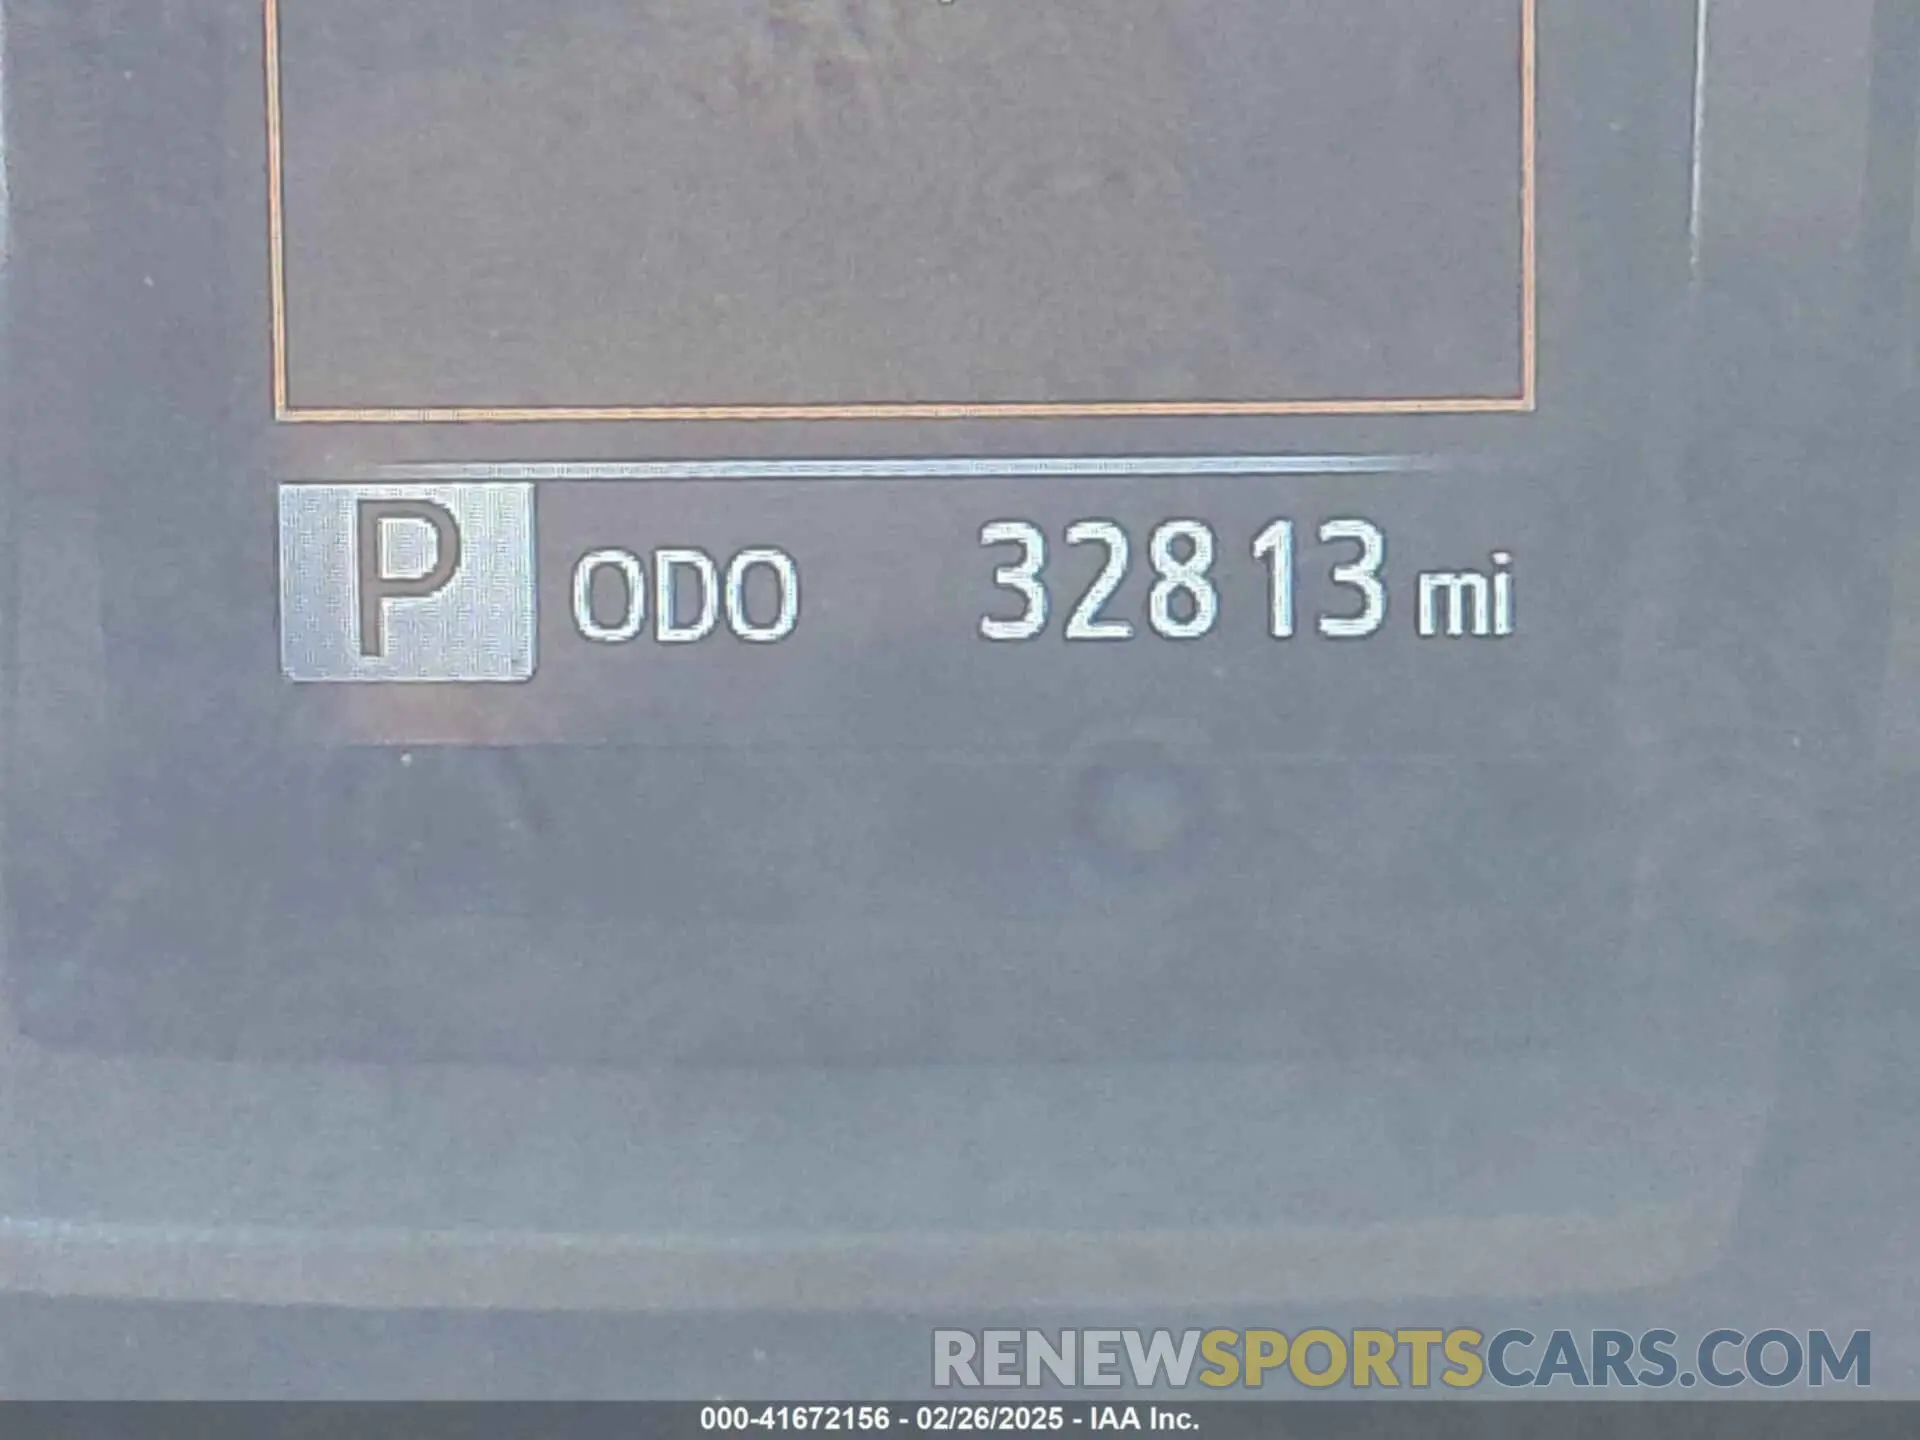 P ODO 32813 mi
RENEWSPORTSCARS.COM
000-41672156 - 02/26/2025 - IAA Inc.